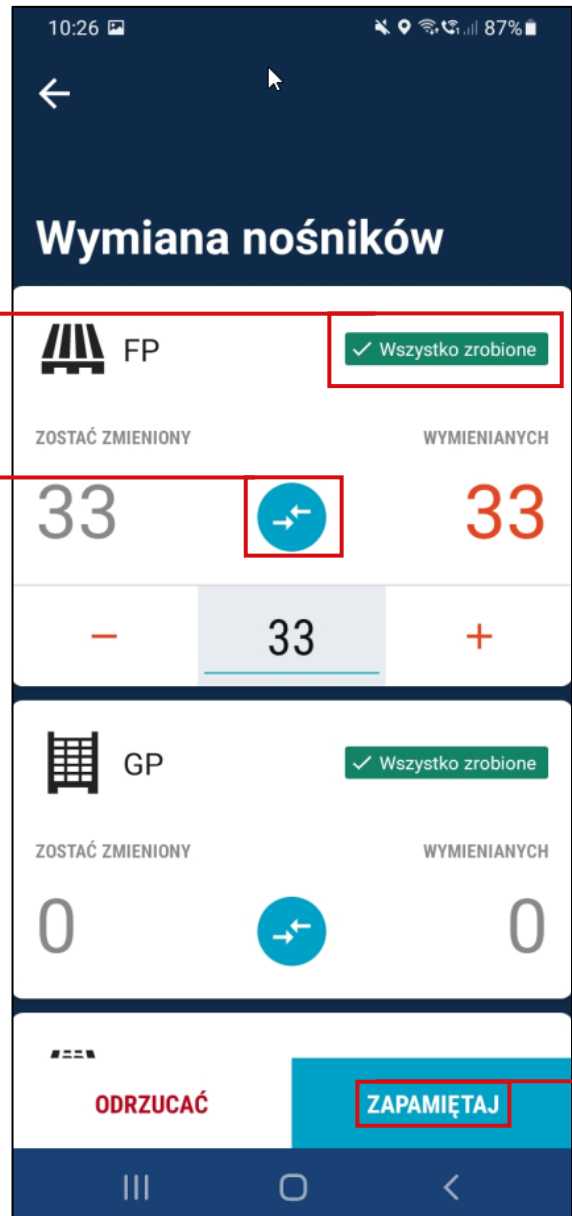 10:26 87%
Wymiana nośników
FP Wszystko zrobione
ZOSTAĆ ZMIENIONY WYMIENIANYCH
33 33
− 33 +
GP Wszystko zrobione
ZOSTAĆ ZMIENIONY WYMIENIANYCH
0 0
ODRZUCAĆ ZAPAMIĘTAJ